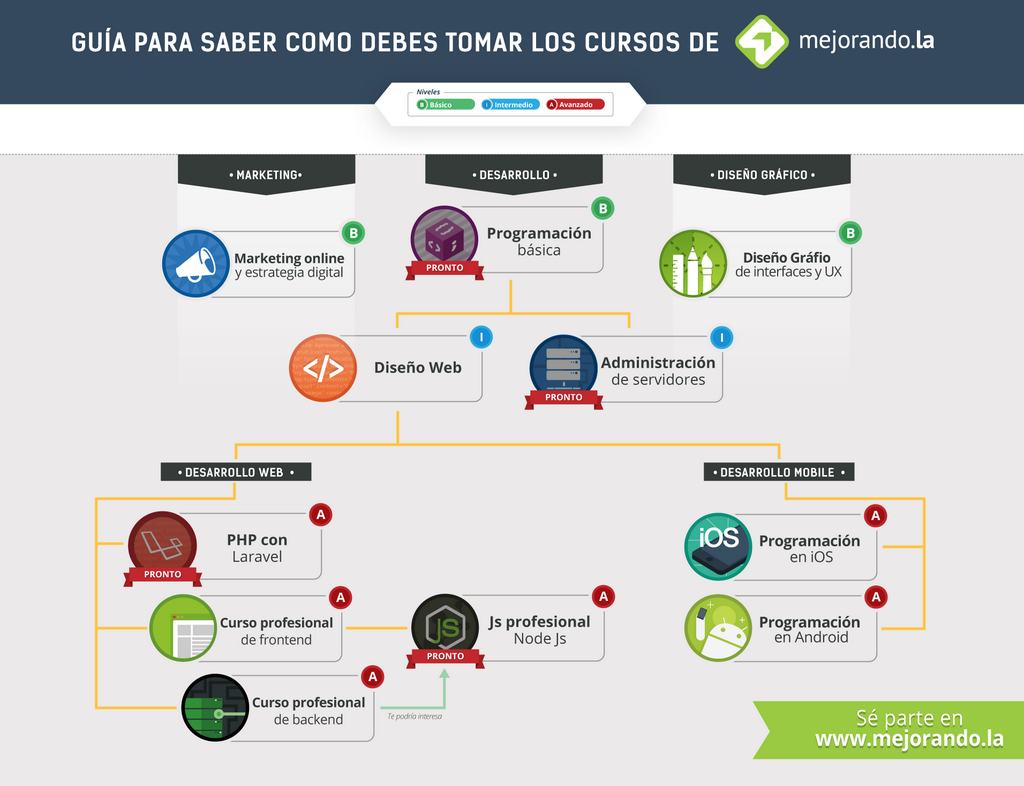 GUÍA PARA SABER COMO DEBES TOMAR LOS CURSOS DE mejorando.la
Niveles
B Básico I Intermedio A Avanzado
• MARKETING•
• DESARROLLO •
• DISEÑO GRÁFICO •
B
Marketing online
y estrategia digital
B
Programación
básica
PRONTO
B
Diseño Gráfio
de interfaces y UX
I
</>
Diseño Web
I
Administración
de servidores
PRONTO
• DESARROLLO WEB •
• DESARROLLO MOBILE •
A
PHP con
Laravel
PRONTO
A
iOS
Programación
en iOS
A
Curso profesional
de frontend
A
JS
Js profesional
Node Js
PRONTO
A
Programación
en Android
A
Curso profesional
de backend
Te podría interesa
Sé parte en
www.mejorando.la